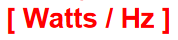 [ Watts / Hz ]